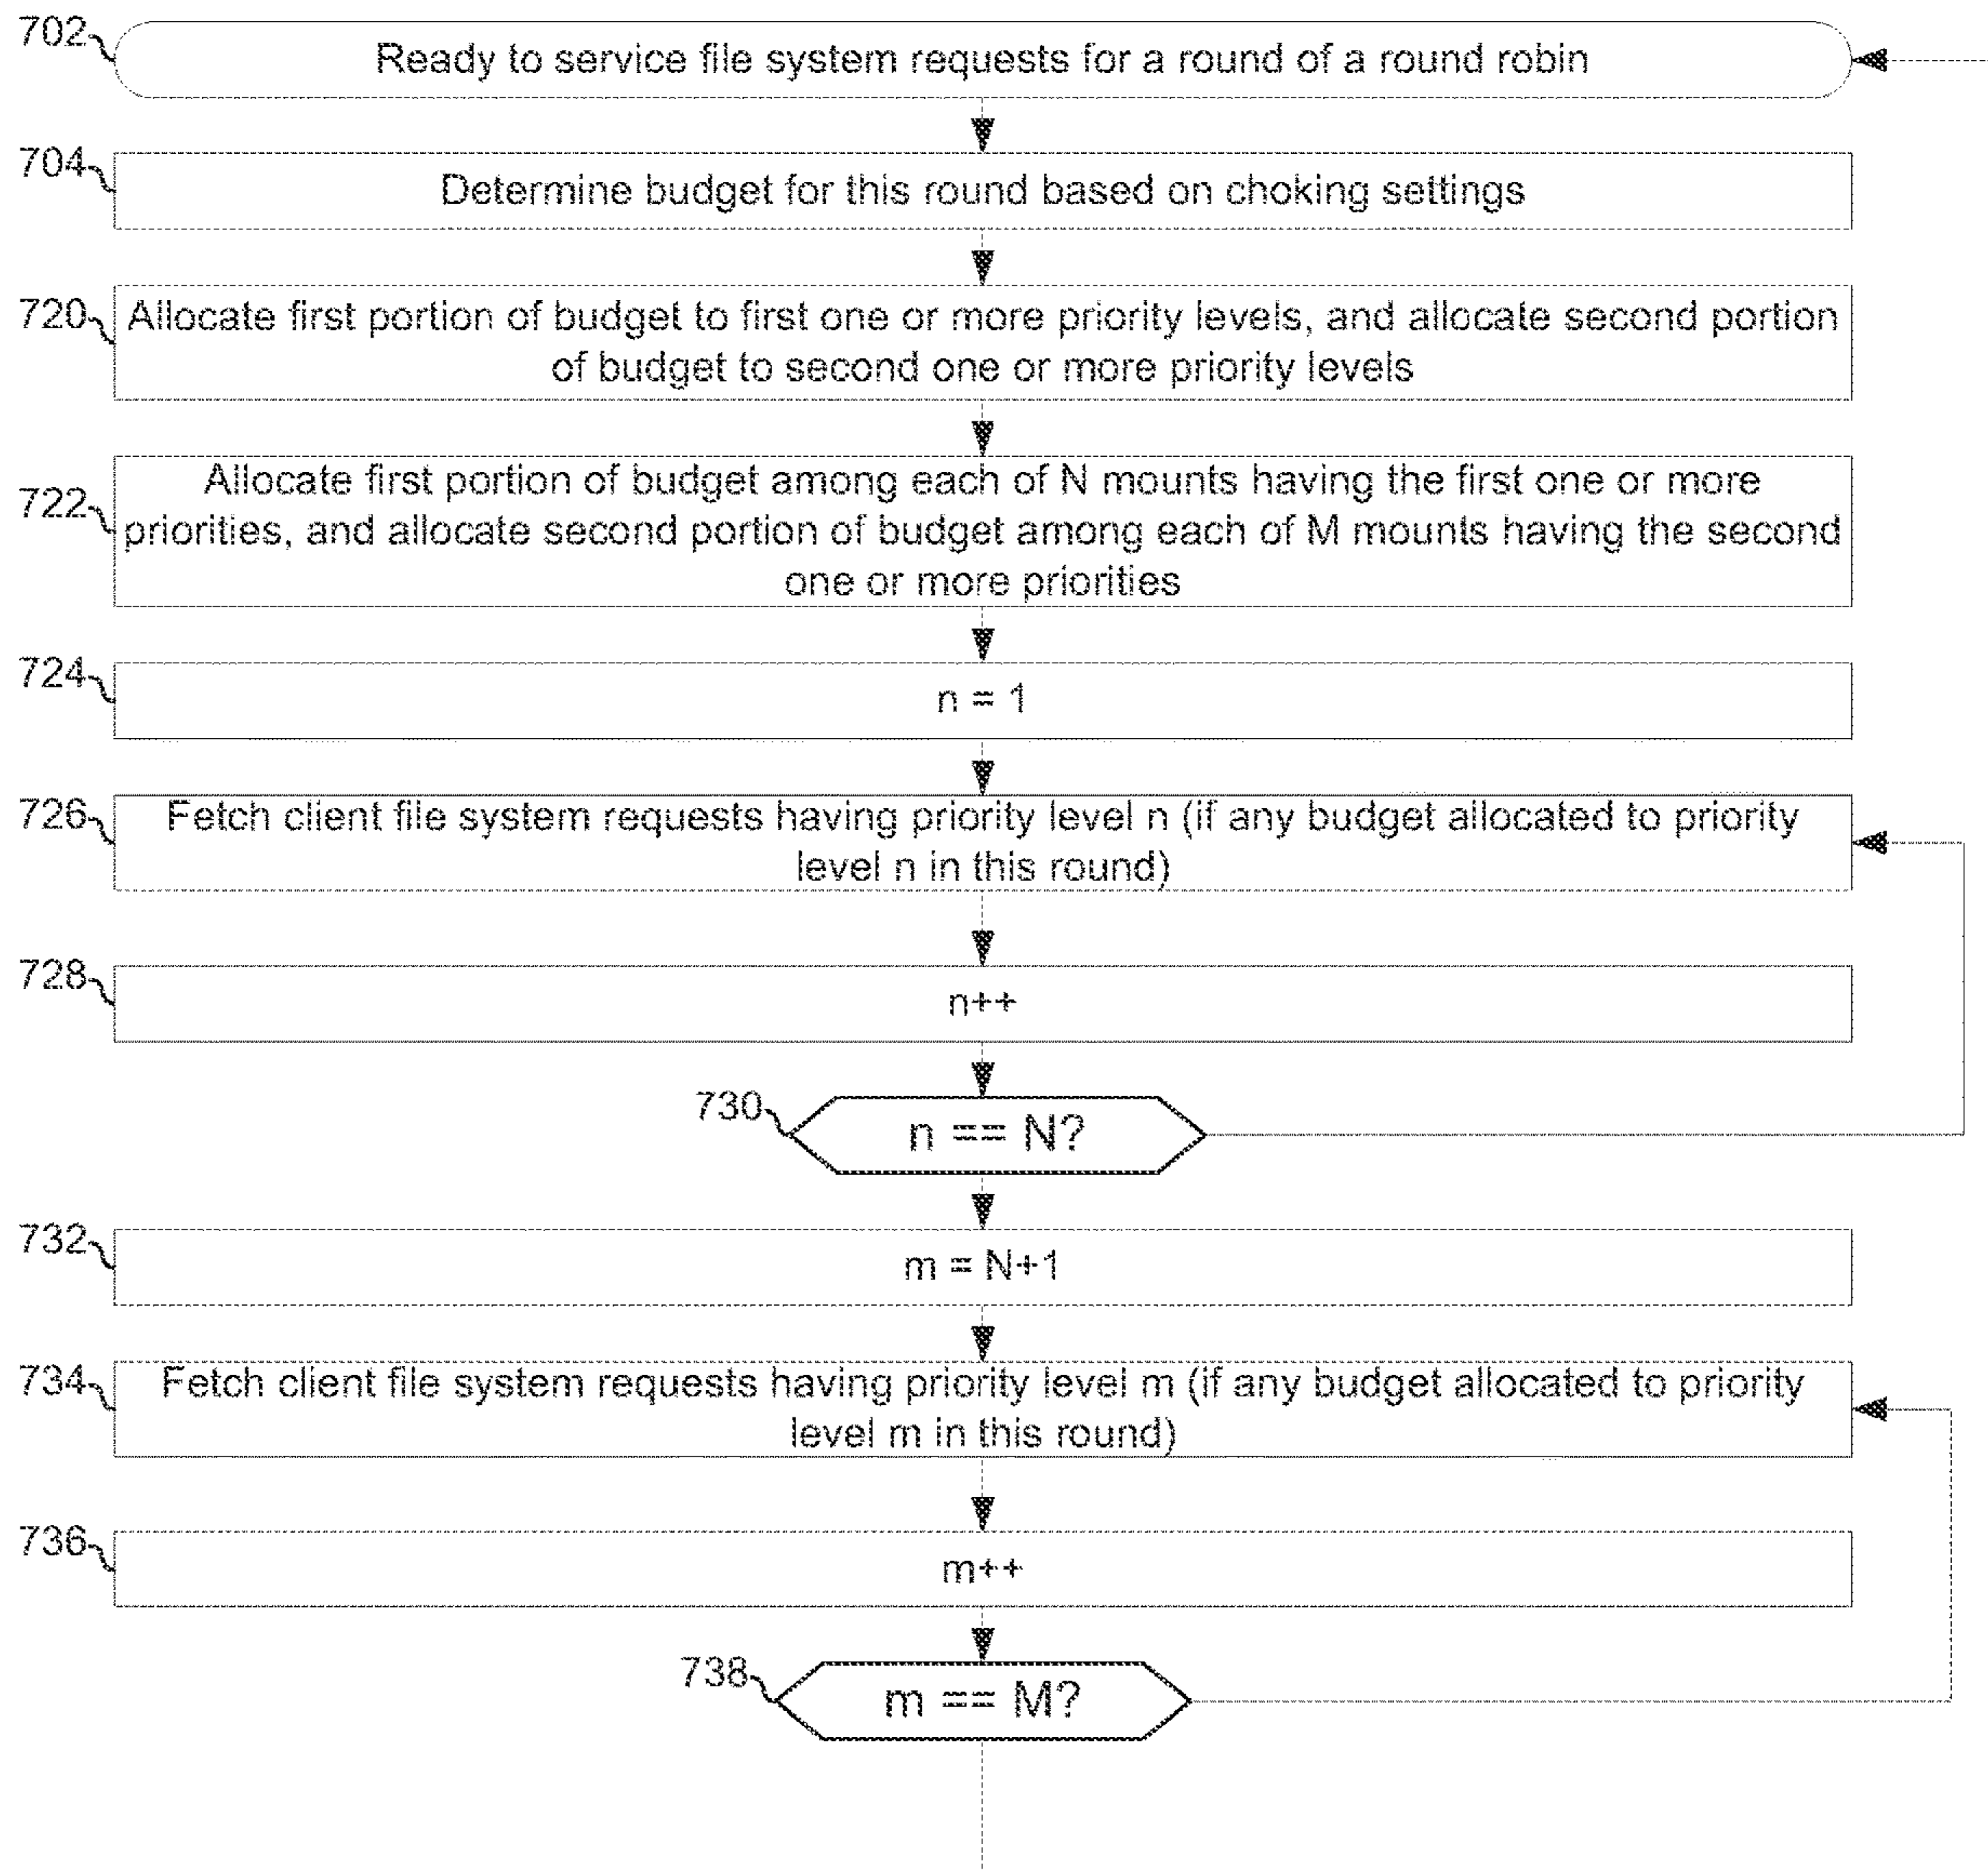 702
Ready to service file system requests for a round of a round robin
704
Determine budget for this round based on choking settings
720
Allocate first portion of budget to first one or more priority levels, and allocate second portion
of budget to second one or more priority levels
722
Allocate first portion of budget among each of N mounts having the first one or more
priorities, and allocate second portion of budget among each of M mounts having the second
one or more priorities
724
n = 1
726
Fetch client file system requests having priority level n (if any budget allocated to priority
level n in this round)
728
n++
730
n == N?
732
m = N+1
734
Fetch client file system requests having priority level m (if any budget allocated to priority
level m in this round)
736
m++
738
m == M?